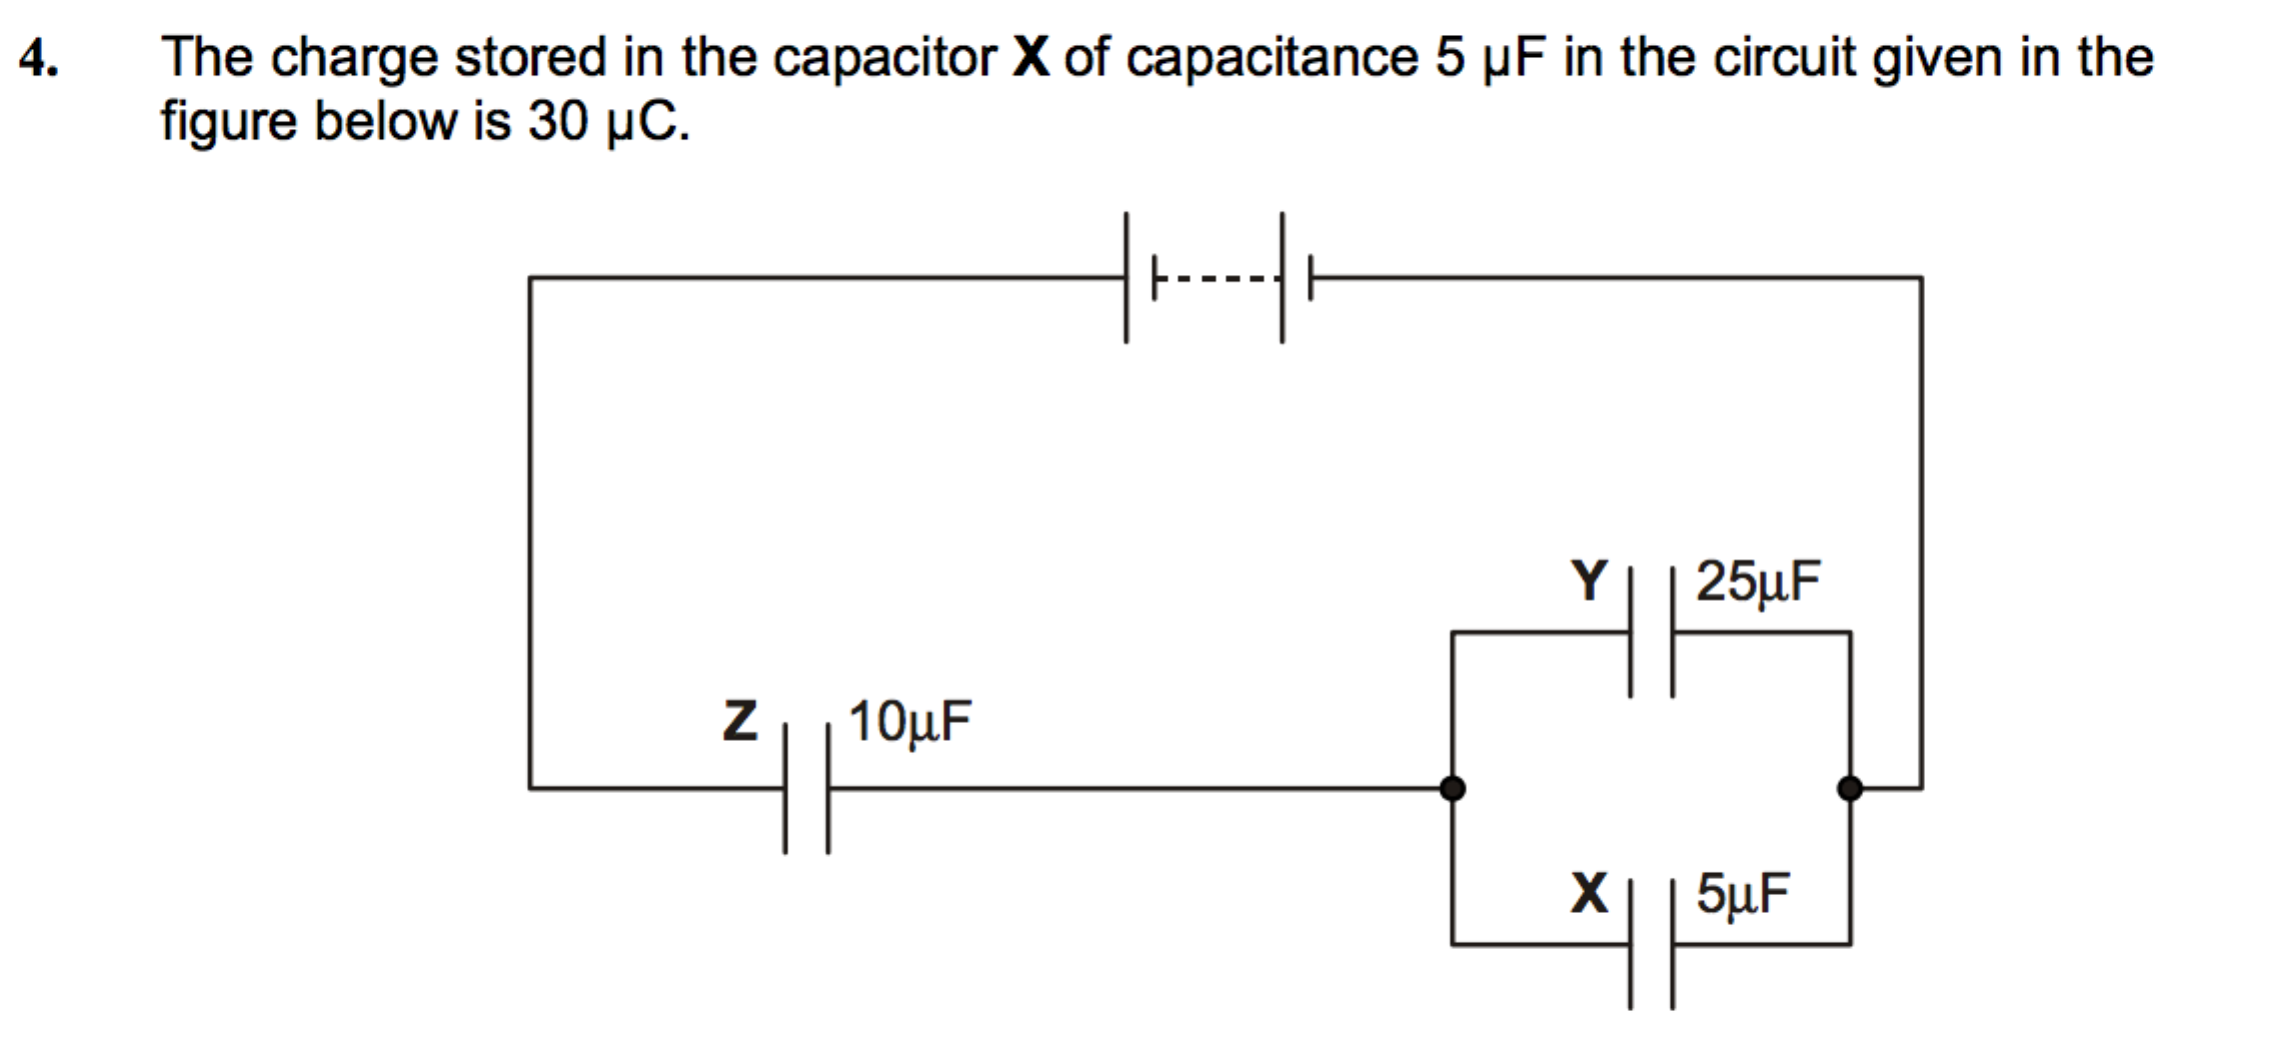 4. The charge stored in the capacitor X of capacitance 5 µF in the circuit given in the
figure below is 30 µC.
Y 25µF
Z 10µF
X 5µF